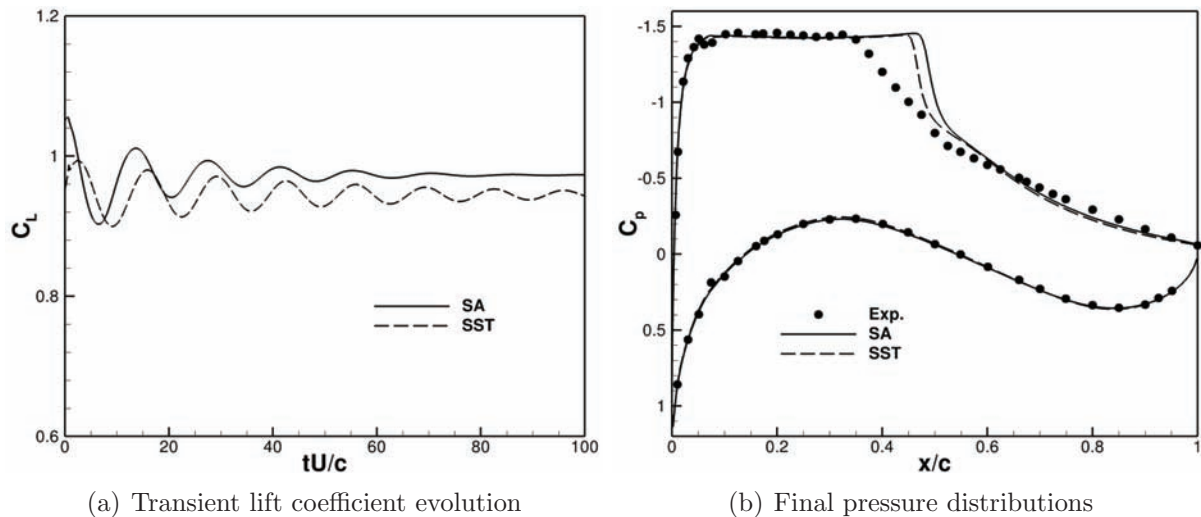 1.2
1
0.8
0.6
C_L
0
20
40
60
80
100
tU/c
SA
SST
(a) Transient lift coefficient evolution
-1.5
-1
-0.5
0
0.5
1
C_p
0
0.2
0.4
0.6
0.8
1
x/c
Exp.
SA
SST
(b) Final pressure distributions